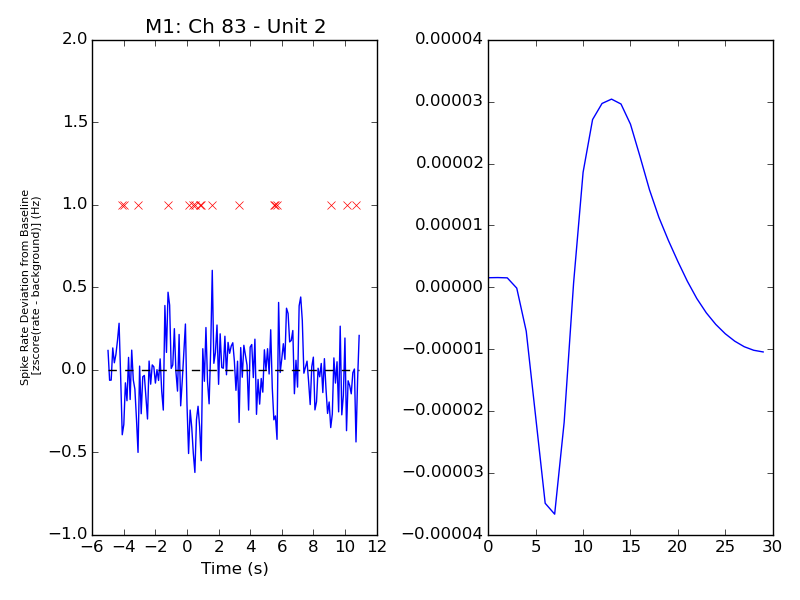 M1: Ch 83 - Unit 2
2.0
1.5
1.0
0.5
0.0
−0.5
−1.0
Spike Rate Deviation from Baseline
[zscore(rate - background)] (Hz)
−6 −4 −2 0 2 4 6 8 10 12
Time (s)
0.00004
0.00003
0.00002
0.00001
0.00000
−0.00001
−0.00002
−0.00003
−0.00004
0 5 10 15 20 25 30